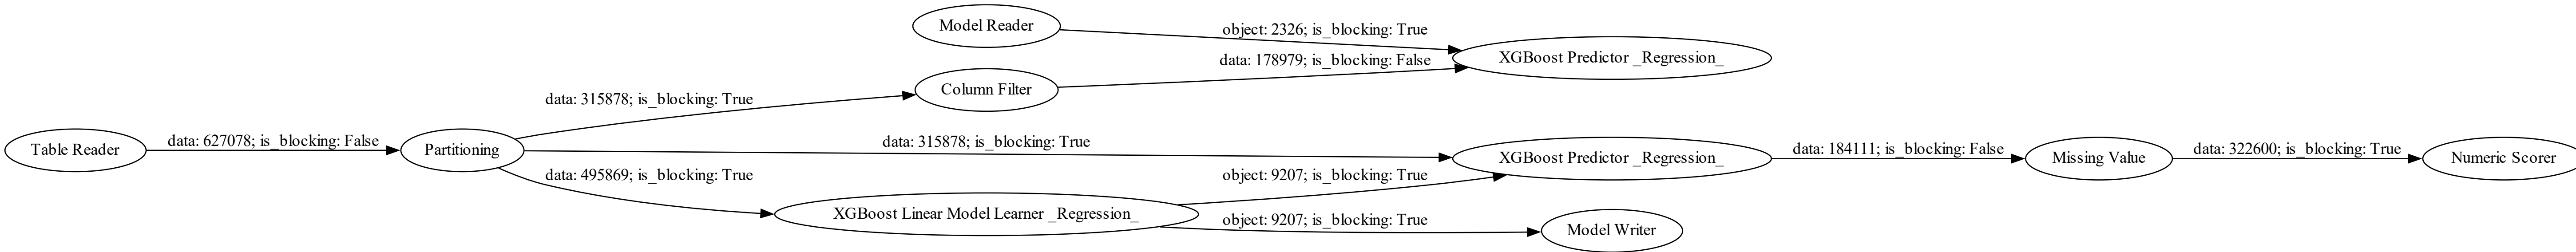 Model Reader
object: 2326; is_blocking: True
XGBoost Predictor _Regression_
data: 178979; is_blocking: False
Column Filter
data: 315878; is_blocking: True
Table Reader
data: 627078; is_blocking: False
Partitioning
data: 315878; is_blocking: True
XGBoost Predictor _Regression_
data: 184111; is_blocking: False
Missing Value
data: 322600; is_blocking: True
Numeric Scorer
data: 495869; is_blocking: True
object: 9207; is_blocking: True
XGBoost Linear Model Learner _Regression_
object: 9207; is_blocking: True
Model Writer